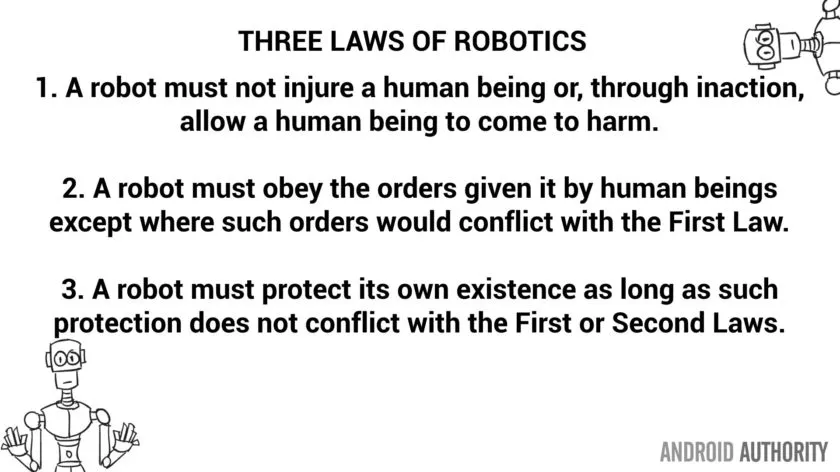 THREE LAWS OF ROBOTICS
1. A robot must not injure a human being or, through inaction,
allow a human being to come to harm.
2. A robot must obey the orders given it by human beings
except where such orders would conflict with the First Law.
3. A robot must protect its own existence as long as such
protection does not conflict with the First or Second Laws.
ANDROID AUTHORITY